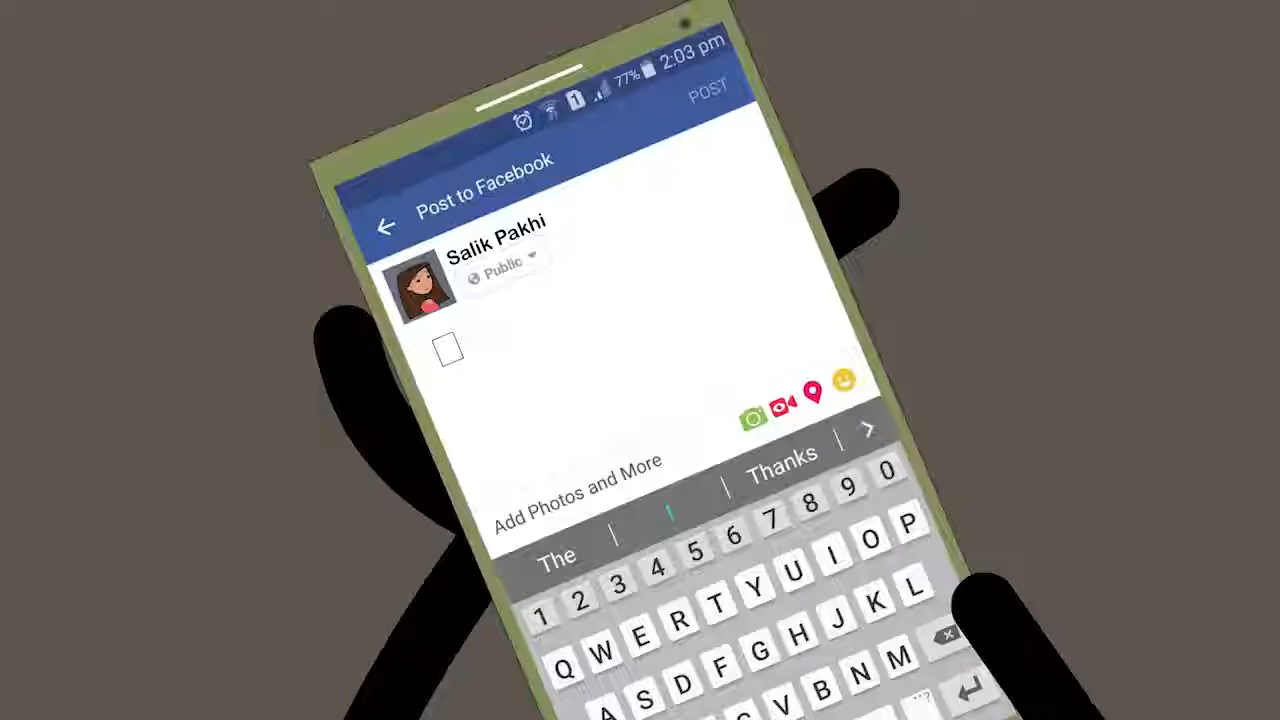 1 77% 2:03 pm
Post to Facebook POST
Salik Pakhi
Public
Add Photos and More
The I Thanks
1 2 3 4 5 6 7 8 9 0
Q W E R T Y U I O P
A S D F G H J K L
V B N M